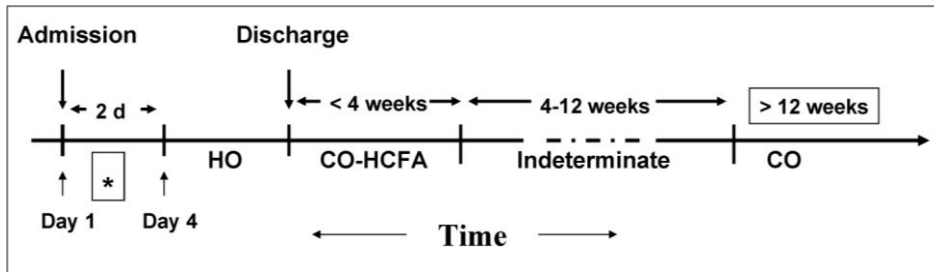 Admission Discharge
2 d < 4 weeks 4-12 weeks > 12 weeks
HO CO-HCFA Indeterminate CO
*
Day 1 Day 4 Time